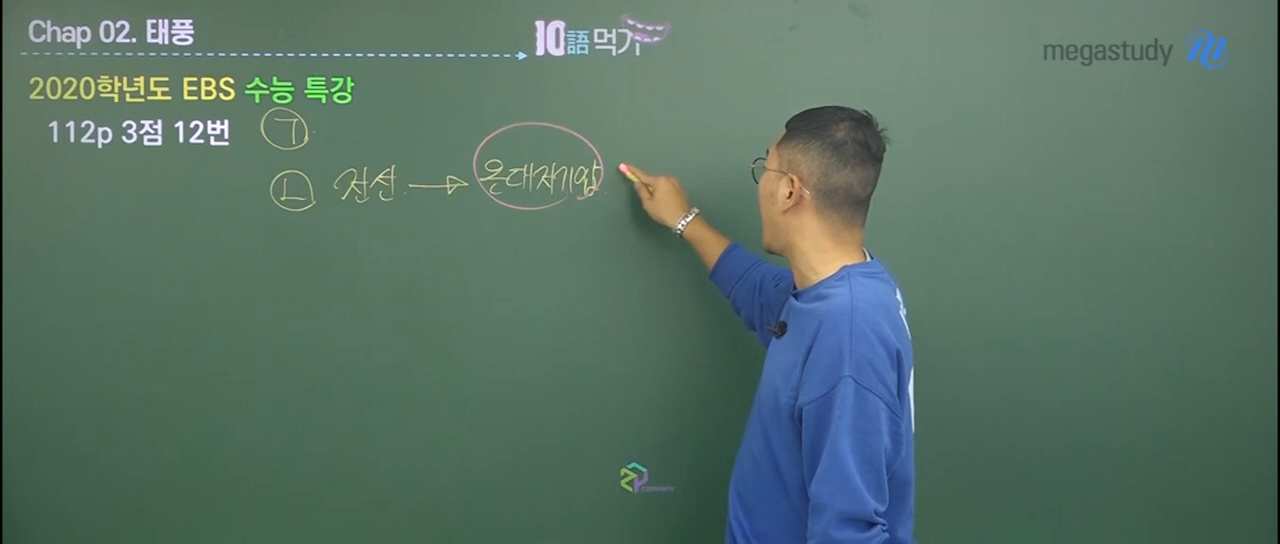 Chap 02. 태풍
10語먹기
megastudy
2020학년도 EBS 수능 특강
112p 3점 12번 ㄱ
ㄴ 전선 → 온대저기압